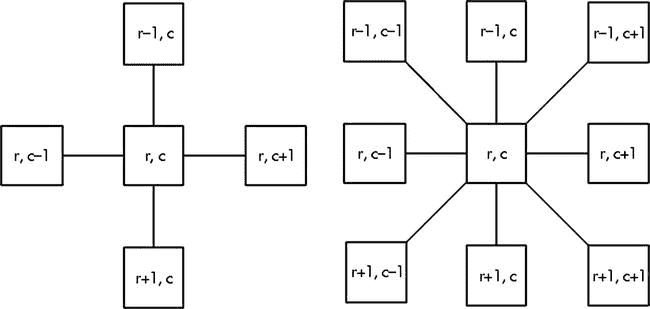 r–1, c
r, c–1
r, c
r, c+1
r+1, c
r–1, c–1
r–1, c
r–1, c+1
r, c–1
r, c
r, c+1
r+1, c–1
r+1, c
r+1, c+1